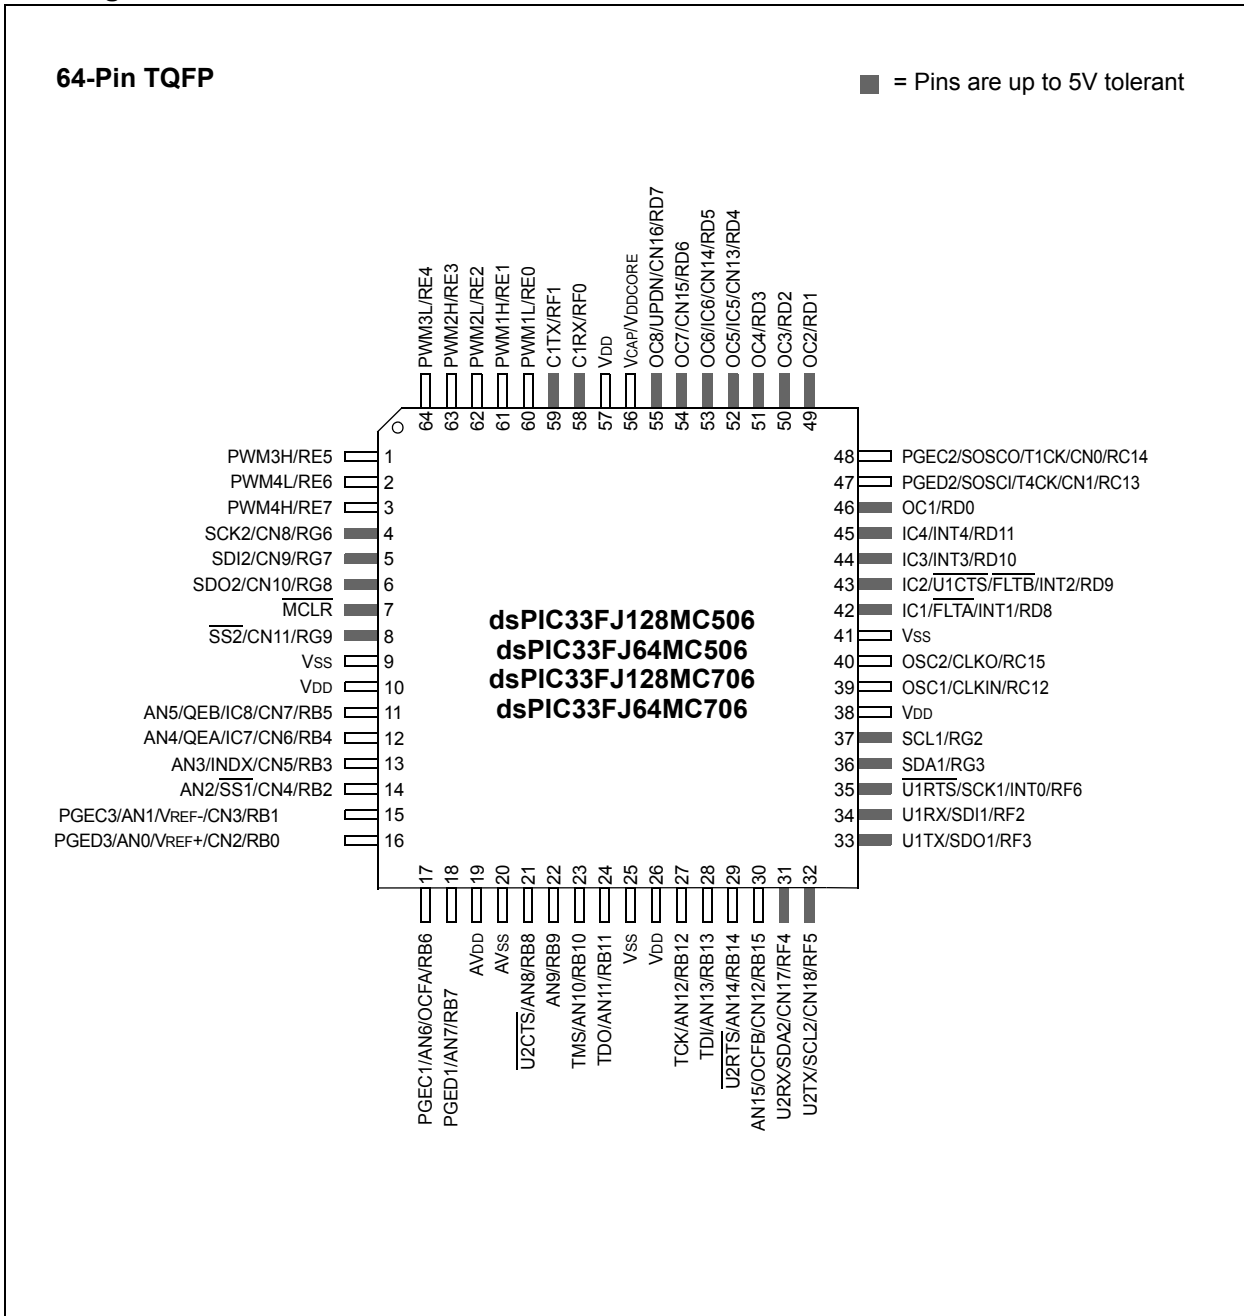 64-Pin TQFP
= Pins are up to 5V tolerant
PWM3L/RE4
PWM2H/RE3
PWM2L/RE2
PWM1H/RE1
PWM1L/RE0
C1TX/RF1
C1RX/RF0
VDD
VCAP/VDDCORE
OC8/UPDN/CN16/RD7
OC7/CN15/RD6
OC6/IC6/CN14/RD5
OC5/IC5/CN13/RD4
OC4/RD3
OC3/RD2
OC2/RD1
64
63
62
61
60
59
58
57
56
55
54
53
52
51
50
49
PWM3H/RE5 1
PWM4L/RE6 2
PWM4H/RE7 3
SCK2/CN8/RG6 4
SDI2/CN9/RG7 5
SDO2/CN10/RG8 6
MCLR 7
SS2/CN11/RG9 8
VSS 9
VDD 10
AN5/QEB/IC8/CN7/RB5 11
AN4/QEA/IC7/CN6/RB4 12
AN3/INDX/CN5/RB3 13
AN2/SS1/CN4/RB2 14
PGEC3/AN1/VREF-/CN3/RB1 15
PGED3/AN0/VREF+/CN2/RB0 16
dsPIC33FJ128MC506
dsPIC33FJ64MC506
dsPIC33FJ128MC706
dsPIC33FJ64MC706
48 PGEC2/SOSCO/T1CK/CN0/RC14
47 PGED2/SOSCI/T4CK/CN1/RC13
46 OC1/RD0
45 IC4/INT4/RD11
44 IC3/INT3/RD10
43 IC2/U1CTS/FLTB/INT2/RD9
42 IC1/FLTA/INT1/RD8
41 VSS
40 OSC2/CLKO/RC15
39 OSC1/CLKIN/RC12
38 VDD
37 SCL1/RG2
36 SDA1/RG3
35 U1RTS/SCK1/INT0/RF6
34 U1RX/SDI1/RF2
33 U1TX/SDO1/RF3
17
18
19
20
21
22
23
24
25
26
27
28
29
30
31
32
PGEC1/AN6/OCFA/RB6
PGED1/AN7/RB7
AVDD
AVSS
U2CTS/AN8/RB8
AN9/RB9
TMS/AN10/RB10
TDO/AN11/RB11
VSS
VDD
TCK/AN12/RB12
TDI/AN13/RB13
U2RTS/AN14/RB14
AN15/OCFB/CN12/RB15
U2RX/SDA2/CN17/RF4
U2TX/SCL2/CN18/RF5